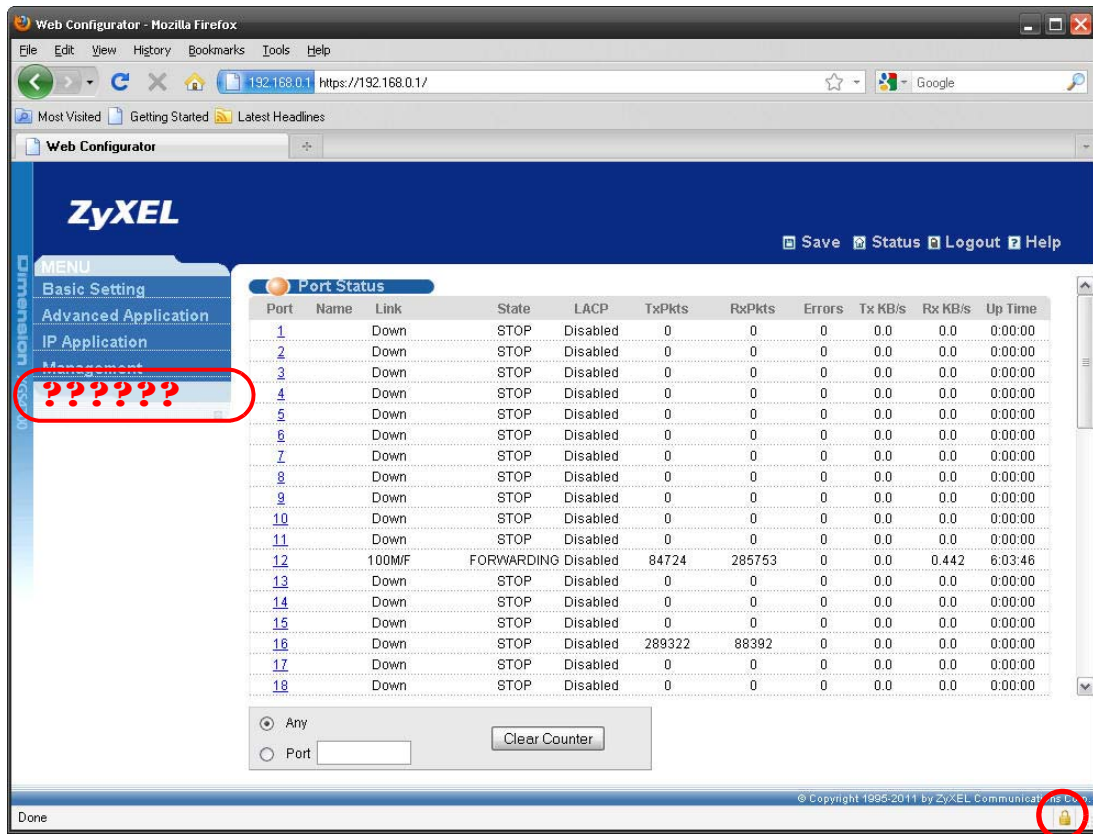 Web Configurator - Mozilla Firefox
File Edit View History Bookmarks Tools Help
192.168.0.1 https://192.168.0.1/ Google
Most Visited Getting Started Latest Headlines
Web Configurator
ZyXEL
Save Status Logout Help
Dimension
MENU
Basic Setting
Advanced Application
IP Application
Management
??????
Port Status
Port Name Link State LACP TxPkts RxPkts Errors Tx KB/s Rx KB/s Up Time
1 Down STOP Disabled 0 0 0 0.0 0.0 0:00:00
2 Down STOP Disabled 0 0 0 0.0 0.0 0:00:00
3 Down STOP Disabled 0 0 0 0.0 0.0 0:00:00
4 Down STOP Disabled 0 0 0 0.0 0.0 0:00:00
5 Down STOP Disabled 0 0 0 0.0 0.0 0:00:00
6 Down STOP Disabled 0 0 0 0.0 0.0 0:00:00
7 Down STOP Disabled 0 0 0 0.0 0.0 0:00:00
8 Down STOP Disabled 0 0 0 0.0 0.0 0:00:00
9 Down STOP Disabled 0 0 0 0.0 0.0 0:00:00
10 Down STOP Disabled 0 0 0 0.0 0.0 0:00:00
11 Down STOP Disabled 0 0 0 0.0 0.0 0:00:00
12 100M/F FORWARDING Disabled 84724 285753 0 0.0 0.442 6:03:46
13 Down STOP Disabled 0 0 0 0.0 0.0 0:00:00
14 Down STOP Disabled 0 0 0 0.0 0.0 0:00:00
15 Down STOP Disabled 0 0 0 0.0 0.0 0:00:00
16 Down STOP Disabled 289322 88392 0 0.0 0.0 0:00:00
17 Down STOP Disabled 0 0 0 0.0 0.0 0:00:00
18 Down STOP Disabled 0 0 0 0.0 0.0 0:00:00
Any
Port
Clear Counter
© Copyright 1995-2011 by ZyXEL Communications Corp.
Done